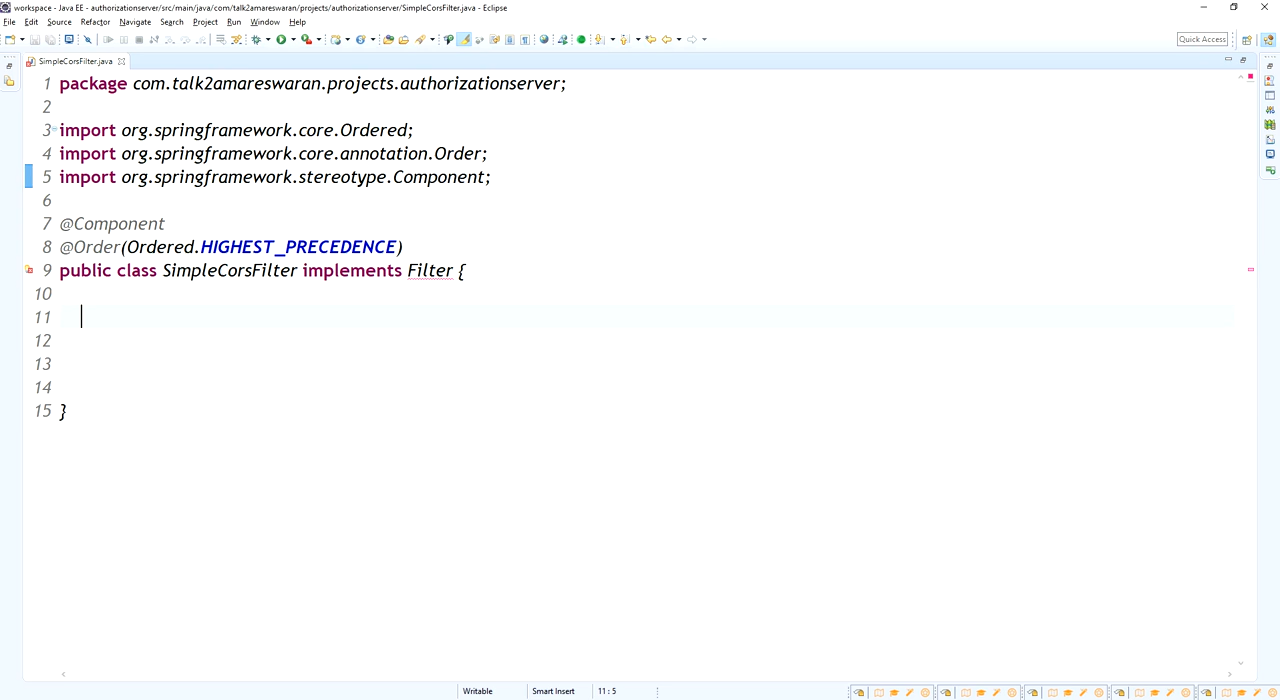 workspace - Java EE - authorizationserver/src/main/java/com/talk2amareswaran/projects/authorizationserver/SimpleCorsFilter.java - Eclipse
File Edit Source Refactor Navigate Search Project Run Window Help
Quick Access
SimpleCorsFilter.java
1 package com.talk2amareswaran.projects.authorizationserver;
2
3 import org.springframework.core.Ordered;
4 import org.springframework.core.annotation.Order;
5 import org.springframework.stereotype.Component;
6
7 @Component
8 @Order(Ordered.HIGHEST_PRECEDENCE)
9 public class SimpleCorsFilter implements Filter {
10
11
12
13
14
15 }
Writable Smart Insert 11 : 5